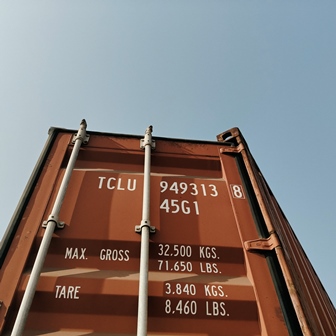 TCLU 949313 8
45G1
MAX. GROSS 32.500 KGS.
71.650 LBS.
TARE 3.840 KGS.
8.460 LBS.